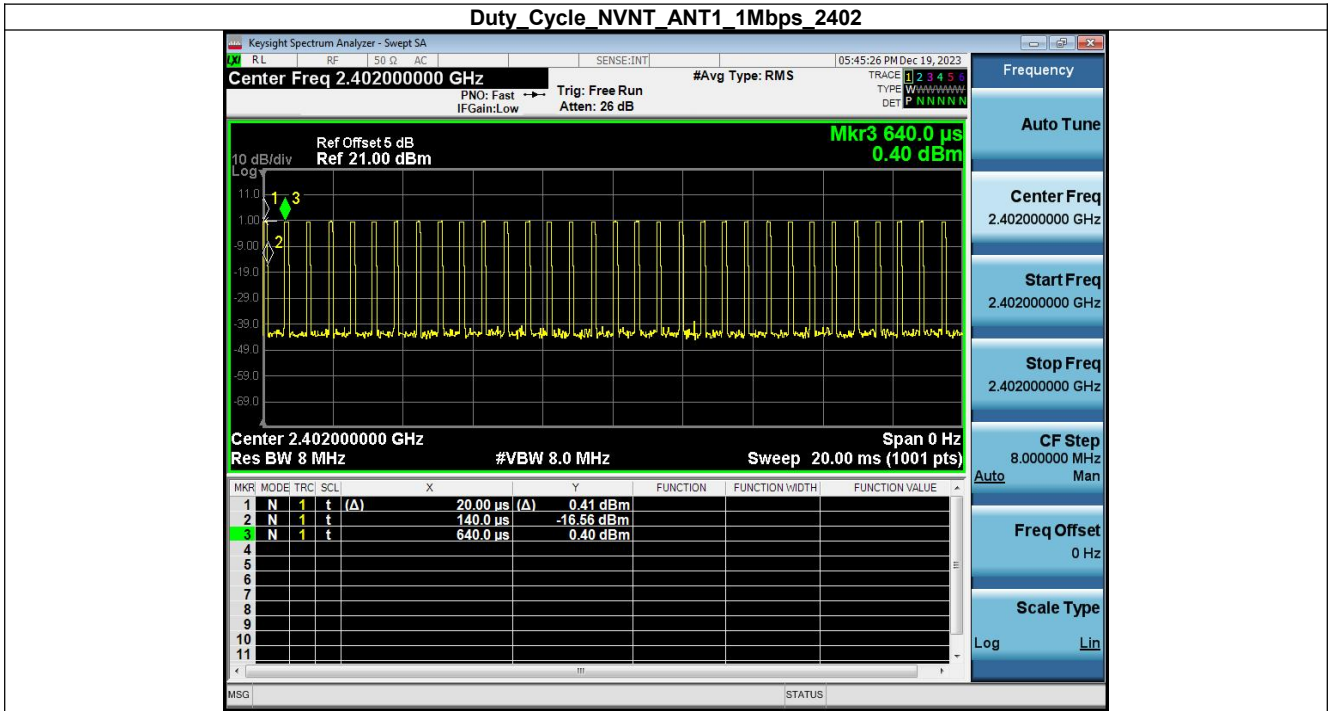 Duty_Cycle_NVNT_ANT1_1Mbps_2402
Keysight Spectrum Analyzer - Swept SA
LXI RL RF 50 Ω AC SENSE:INT 05:45:26 PM Dec 19, 2023
Center Freq 2.402000000 GHz #Avg Type: RMS TRACE 1 2 3 4 5 6
PNO: Fast Trig: Free Run TYPE WWWWWW
IFGain:Low Atten: 26 dB DET P N N N N N
Mkr3 640.0 µs
0.40 dBm
Ref Offset 5 dB
10 dB/div Ref 21.00 dBm
Log
11.0
1.00
-9.00
-19.0
-29.0
-39.0
-49.0
-59.0
-69.0
1 3
2
Center 2.402000000 GHz Span 0 Hz
Res BW 8 MHz #VBW 8.0 MHz Sweep 20.00 ms (1001 pts)
MKR MODE TRC SCL X Y FUNCTION FUNCTION WIDTH FUNCTION VALUE
1 N 1 t (Δ) 20.00 µs (Δ) 0.41 dBm
2 N 1 t 140.0 µs -16.56 dBm
3 N 1 t 640.0 µs 0.40 dBm
4
5
6
7
8
9
10
11
MSG STATUS
Frequency
Auto Tune
Center Freq
2.402000000 GHz
Start Freq
2.402000000 GHz
Stop Freq
2.402000000 GHz
CF Step
8.000000 MHz
Auto Man
Freq Offset
0 Hz
Scale Type
Log Lin